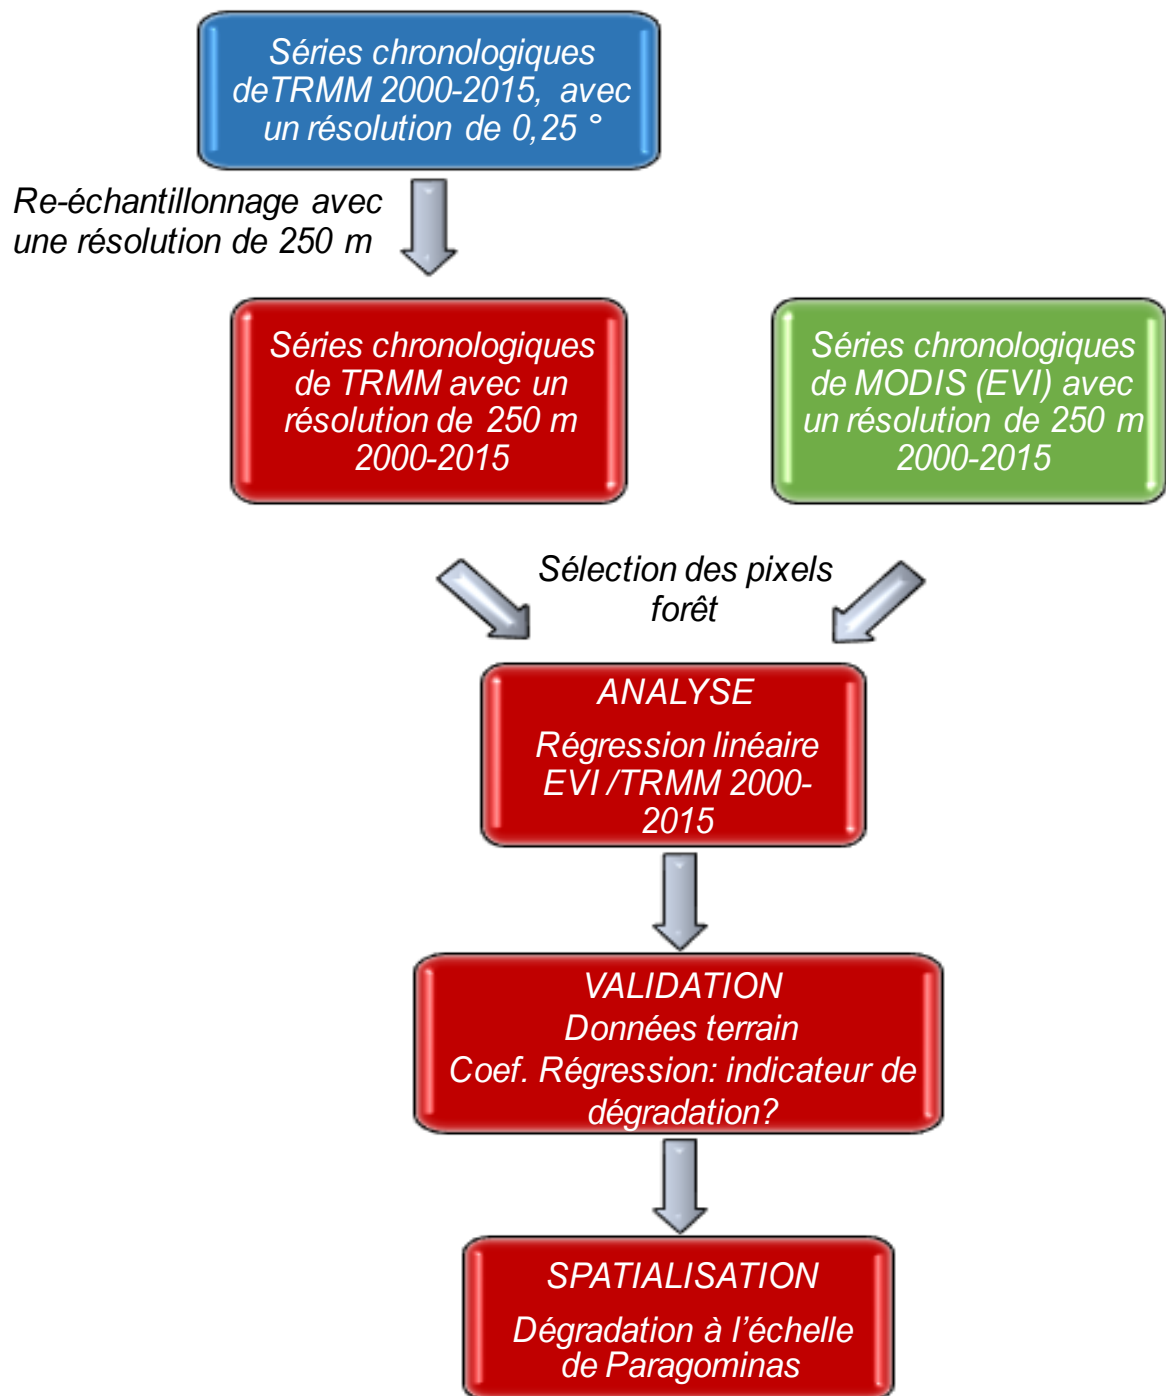 Séries chronologiques
deTRMM 2000-2015, avec
un résolution de 0,25 °
Re-échantillonnage avec
une résolution de 250 m
Séries chronologiques
de TRMM avec un
résolution de 250 m
2000-2015
Séries chronologiques
de MODIS (EVI) avec
un résolution de 250 m
2000-2015
Sélection des pixels
forêt
ANALYSE
Régression linéaire
EVI /TRMM 2000-
2015
VALIDATION
Données terrain
Coef. Régression: indicateur de
dégradation?
SPATIALISATION
Dégradation à l’échelle
de Paragominas